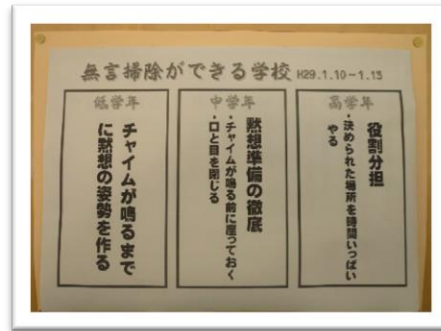 無言掃除ができる学校 H29.1.10-1.13
高学年
役割分担
・決められた場所を時間いっぱい
やる
中学年
黙想準備の徹底
・チャイムが鳴る前に座っておく
・口と目を閉じる
低学年
チャイムが鳴るまで
に黙想の姿勢を作る